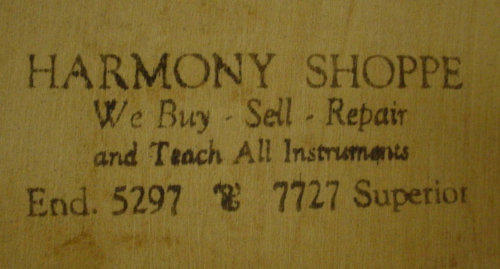 HARMONY SHOPPE
We Buy - Sell - Repair
and Teach All Instruments
End. 5297 7727 Superior